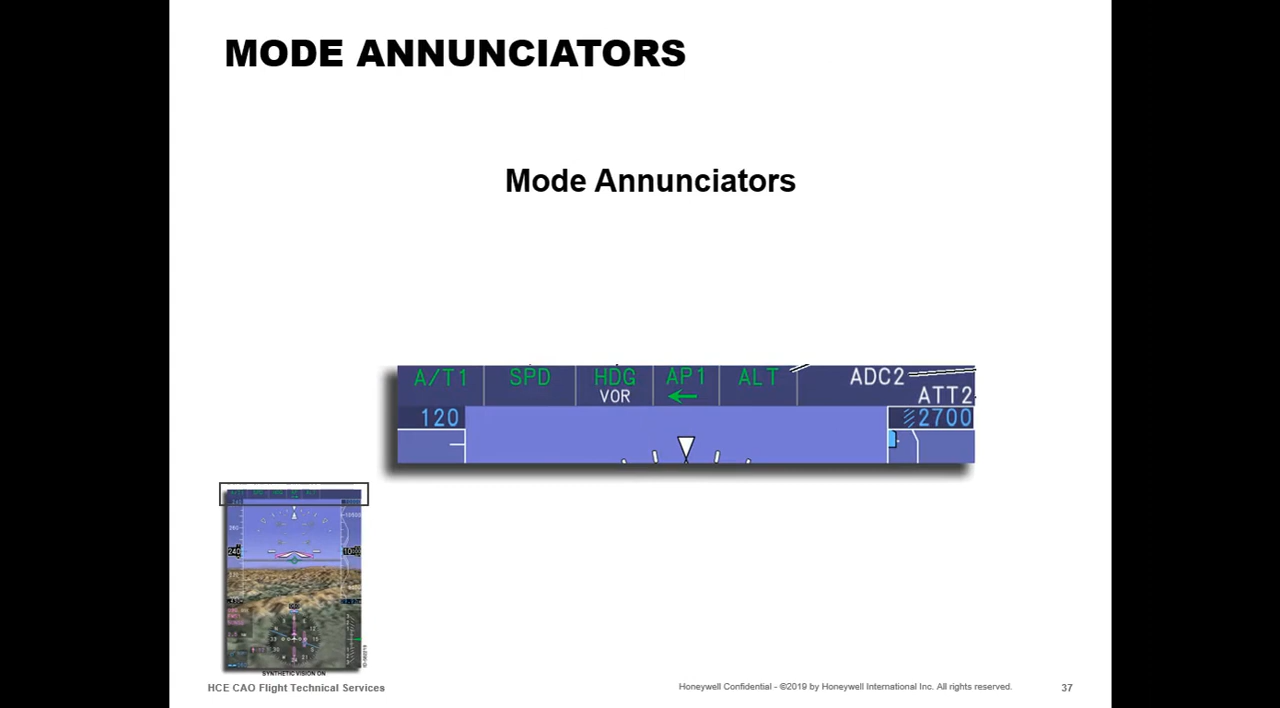 MODE ANNUNCIATORS
Mode Annunciators
A/T1 SPD HDG AP1 ALT ADC2
VOR ATT2
120 2700
240
SYNTHETIC VISION ON
HCE CAO Flight Technical Services
Honeywell Confidential - ©2019 by Honeywell International Inc. All rights reserved.
37